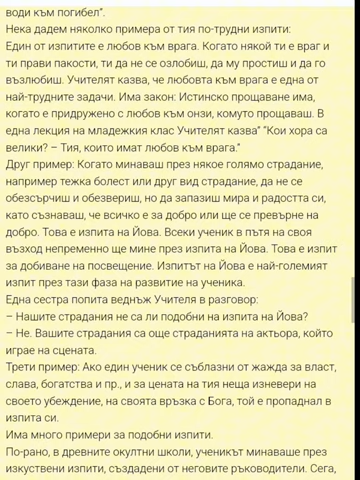 води към погибел“.
Нека дадем няколко примера от тия по-трудни изпити:
Един от изпитите е любов към врага. Когато някой ти е враг и
ти прави пакости, ти да не се озлобиш, да му простиш и да го
възлюбиш. Учителят казва, че любовта към врага е една от
най-трудните задачи. Има закон: Истинско прощаване има,
когато е придружено с любов към онзи, комуто прощаваш. В
една лекция на младежкия клас Учителят казва” “Кои хора са
велики? – Тия, които имат любов към врага.”
Друг пример: Когато минаваш през някое голямо страдание,
например тежка болест или друг вид страдание, да не се
обезсърчиш и обезвериш, но да запазиш мира и радостта си,
като съзнаваш, че всичко е за добро или ще се превърне на
добро. Това е изпита на Йова. Всеки ученик в пътя на своя
възход непременно ще мине през изпита на Йова. Това е изпит
за добиване на посвещение. Изпитът на Йова е най-големият
изпит през тази фаза на развитие на ученика.
Една сестра попита веднъж Учителя в разговор:
– Нашите страдания не са ли подобни на изпита на Йова?
– Не. Вашите страдания са още страданията на актьора, който
играе на сцената.
Трети пример: Ако един ученик се съблазни от жажда за власт,
слава, богатства и пр., и за цената на тия неща изневери на
своето убеждение, на своята връзка с Бога, той е пропаднал в
изпита си.
Има много примери за подобни изпити.
По-рано, в древните окултни школи, ученикът минаваше през
изкуствени изпити, създадени от неговите ръководители. Сега,